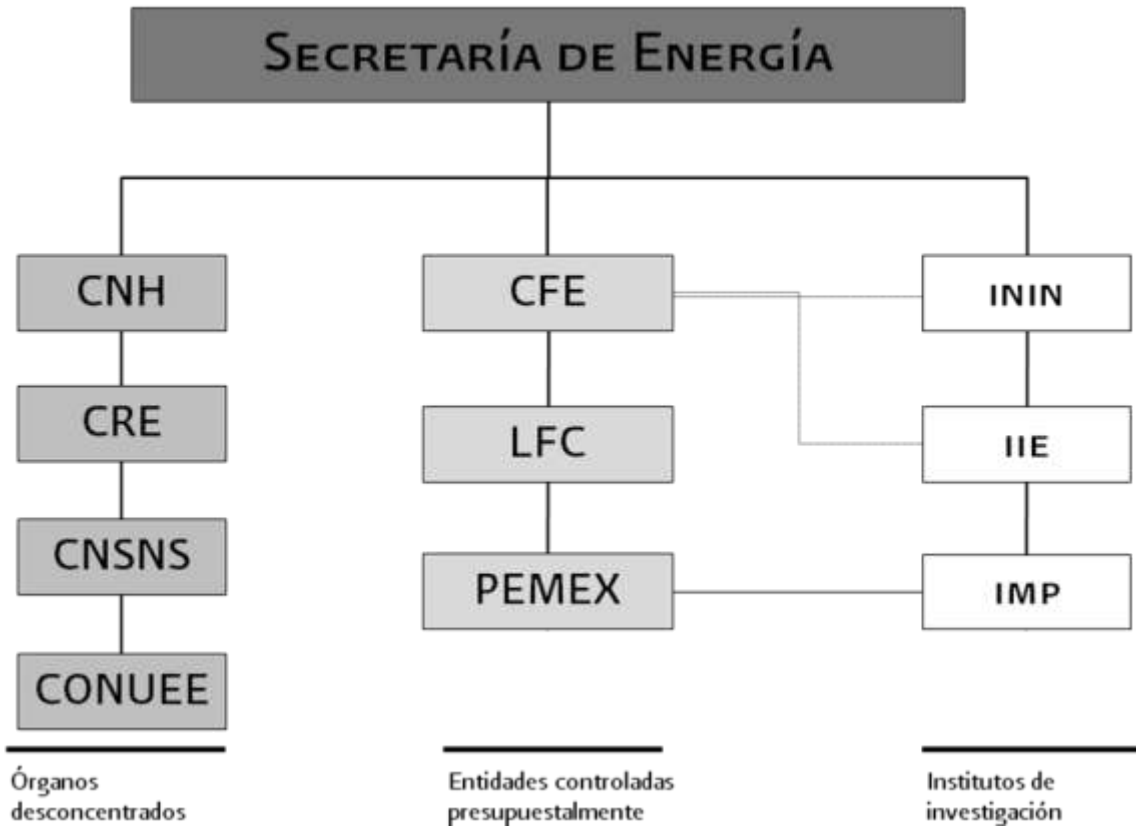 SECRETARÍA DE ENERGÍA
CNH
CFE
ININ
CRE
LFC
IIE
CNSNS
PEMEX
IMP
CONUEE
Órganos
desconcentrados
Entidades controladas
presupuestalmente
Institutos de
investigación